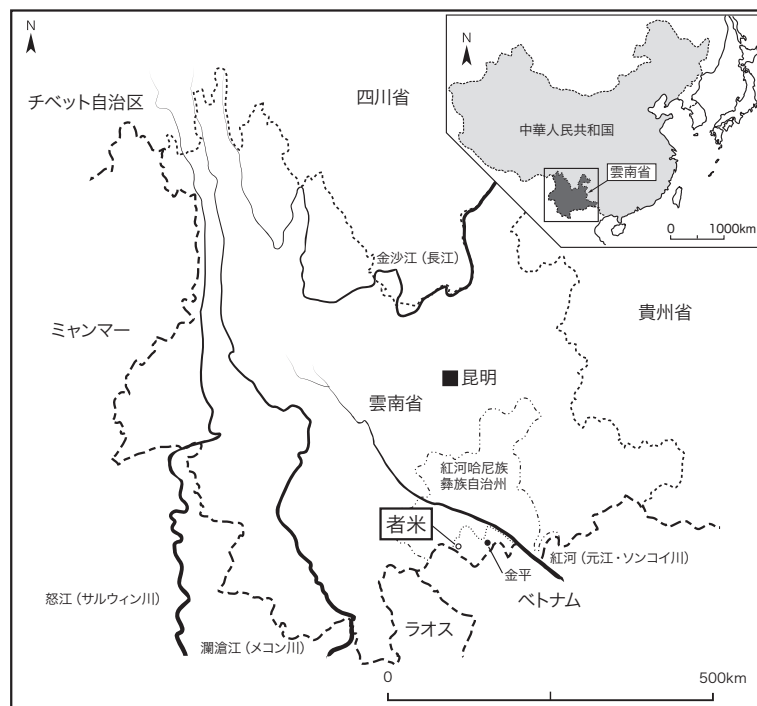 N
チベット自治区
四川省
N
中華人民共和国
雲南省
0 1000km
金沙江（長江）
貴州省
ミャンマー
昆明
雲南省
紅河哈尼族
彝族自治州
者米
紅河（元江・ソンコイ川）
金平
ベトナム
怒江（サルウィン川）
ラオス
瀾滄江（メコン川）
0 500km